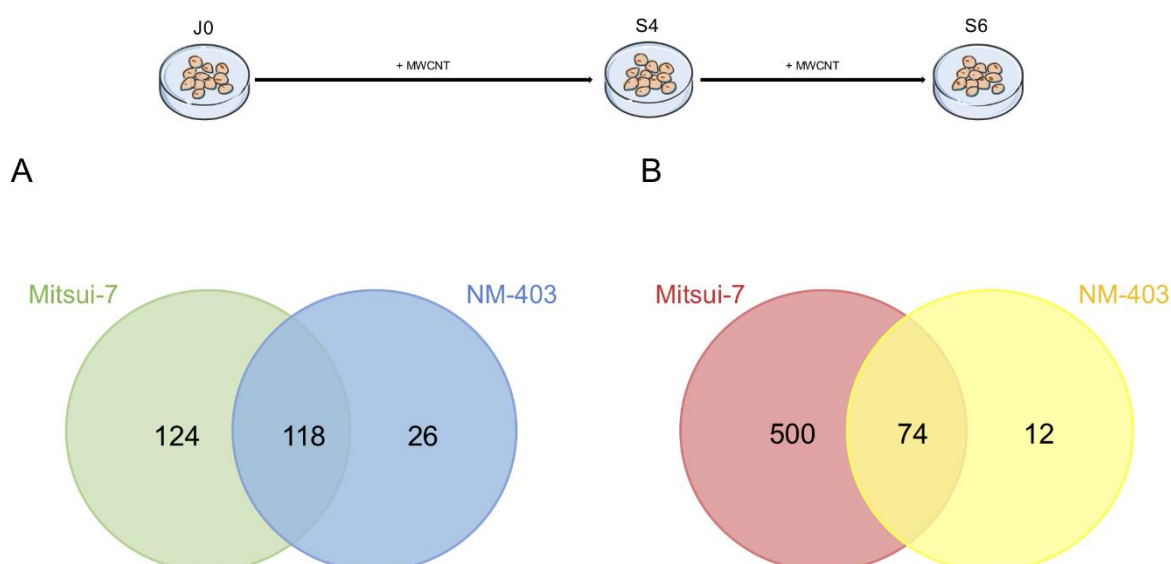 J0 S4 S6
+ MWCNT + MWCNT
A B
Mitsui-7 NM-403 Mitsui-7 NM-403
124 118 26 500 74 12